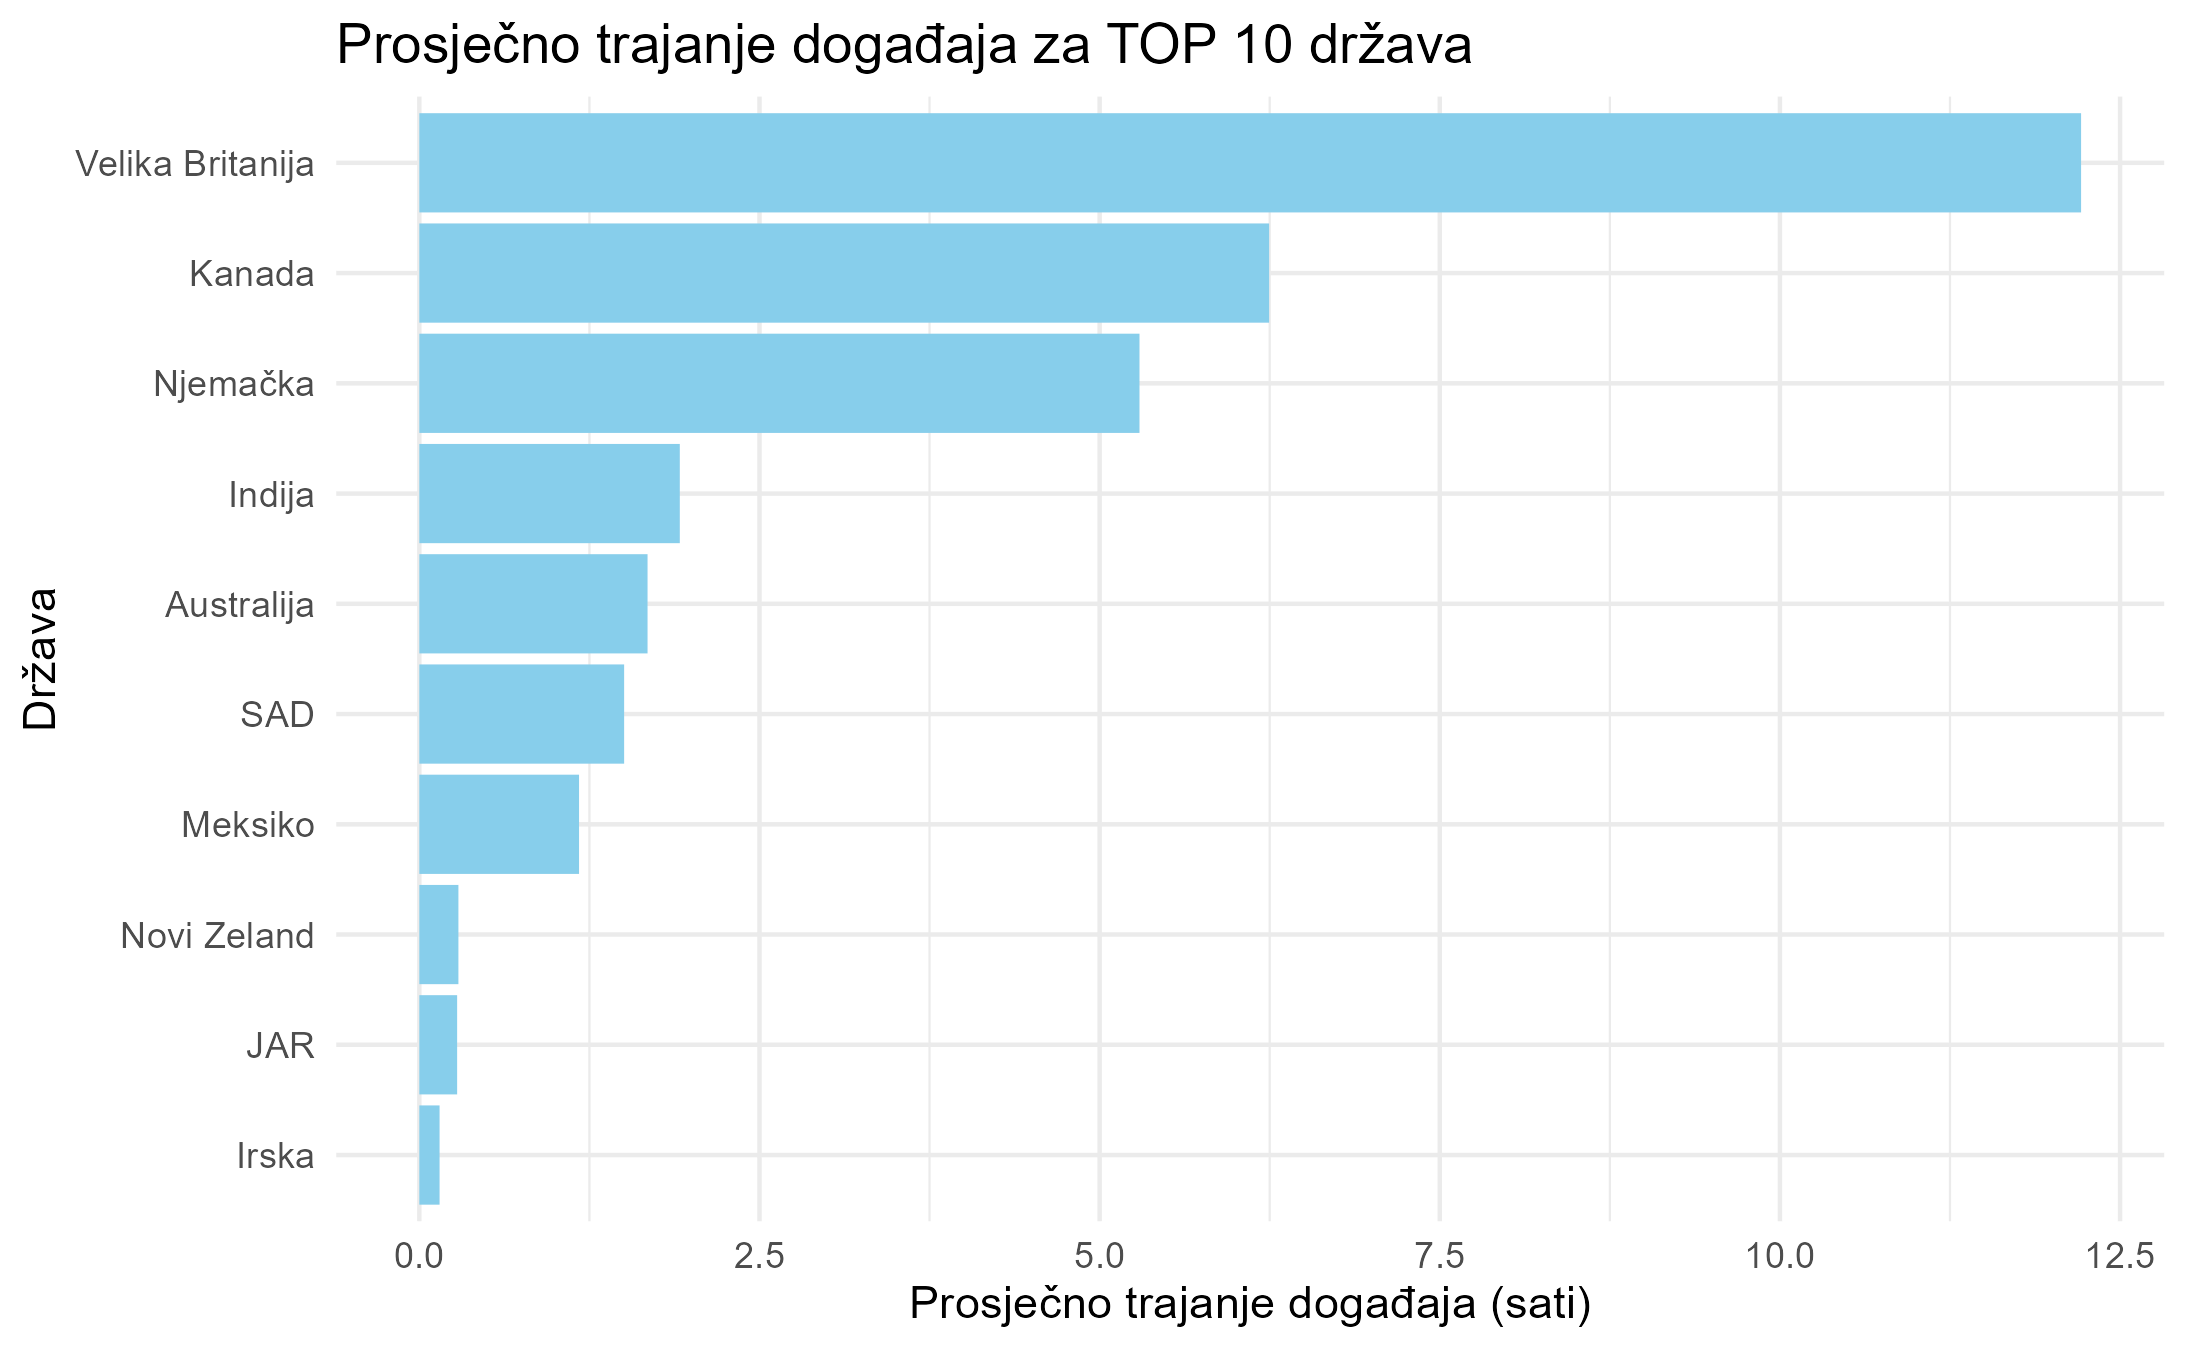 Prosječno trajanje događaja za TOP 10 država
Država
Velika Britanija
Kanada
Njemačka
Indija
Australija
SAD
Meksiko
Novi Zeland
JAR
Irska
0.0 2.5 5.0 7.5 10.0 12.5
Prosječno trajanje događaja (sati)